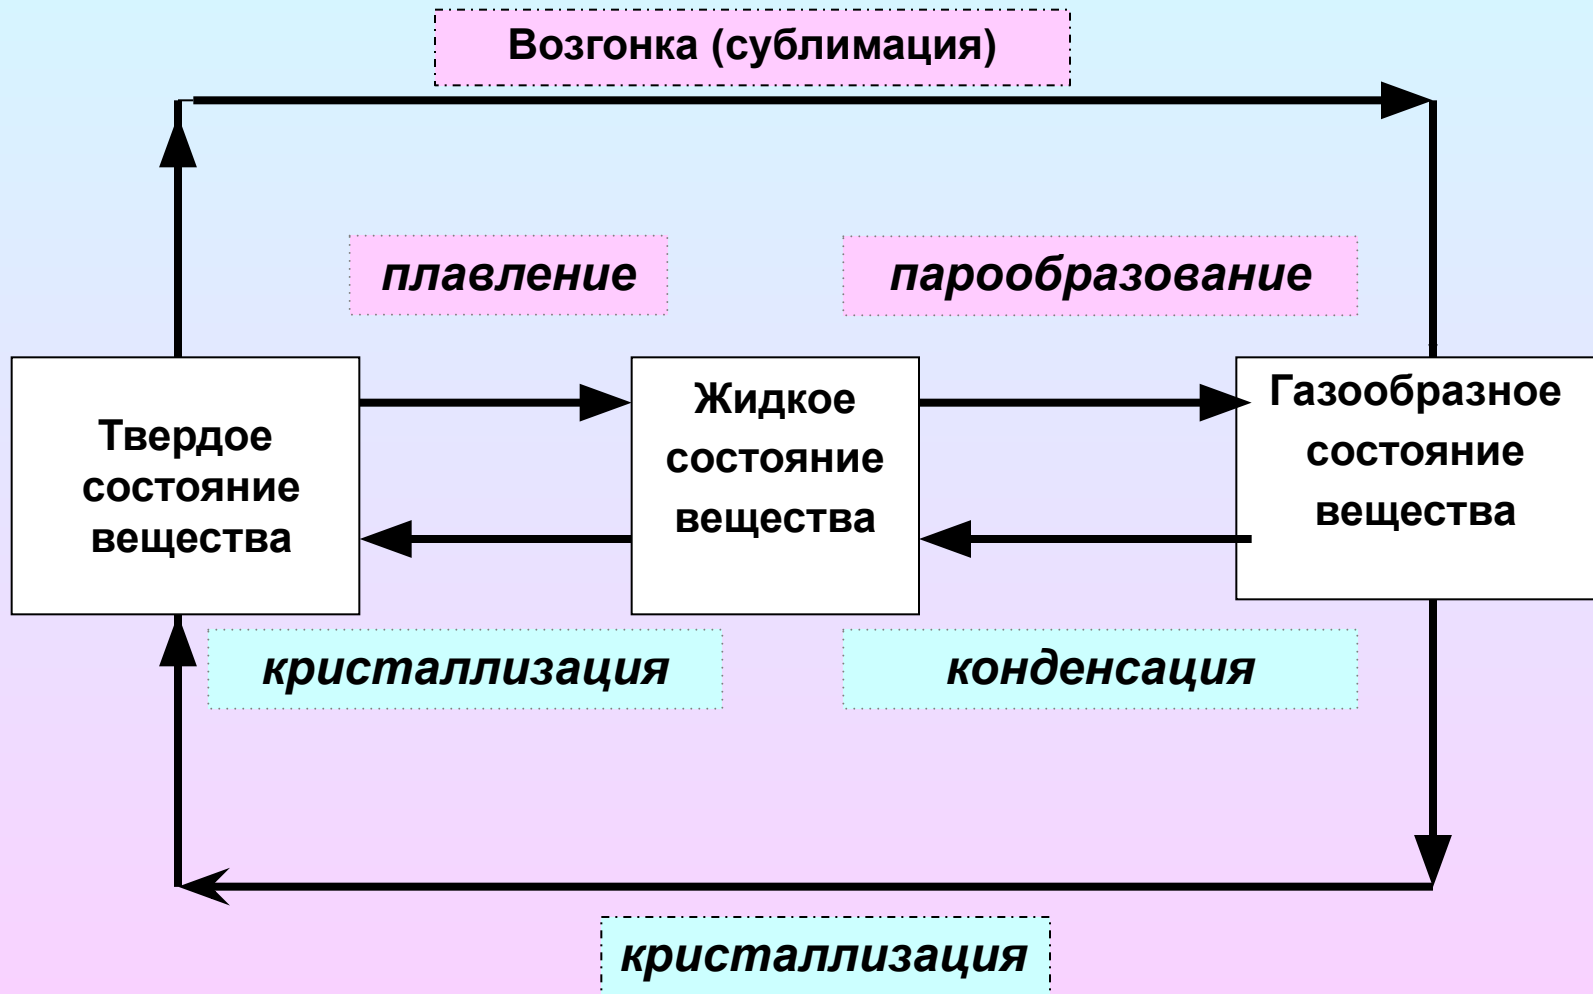 Возгонка (сублимация)
плавление
парообразование
Твердое
состояние
вещества
Жидкое
состояние
вещества
Газообразное
состояние
вещества
кристаллизация
конденсация
кристаллизация